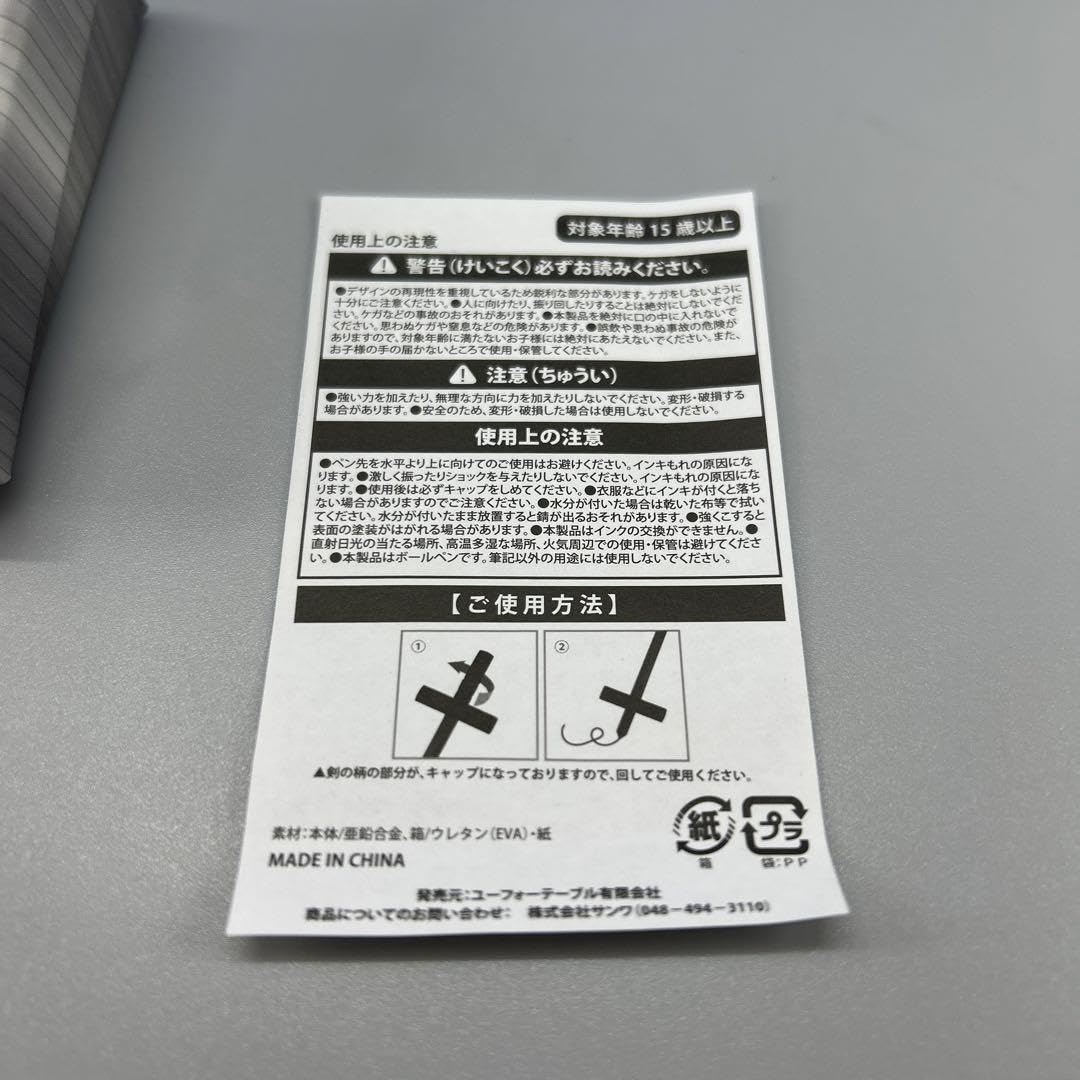 対象年齢15歳以上
使用上の注意
警告(けいこく)必ずお読みください。
●デザインの再現性を重視しているため鋭利な部分があります。ケガをしないように
十分にご注意ください。●人に向けたり、振り回したりすることは絶対にしないでくだ
さい。ケガなどの事故のおそれがあります。●本製品を絶対に口の中に入れないで
ください。思わぬケガや窒息などの危険があります。●誤飲や思わぬ事故の危険が
ありますので、対象年齢に満たないお子様には絶対にあたえないでください。また、
お子様の手の届かないところで使用・保管してください。
注意(ちゅうい)
●強い力を加えたり、無理な方向に力を加えたりしないでください。変形・破損する
場合があります。●安全のため、変形・破損した場合は使用しないでください。
使用上の注意
●ペン先を水平より上に向けてのご使用はお避けください。インキもれの原因にな
ります。●激しく振ったりショックを与えたりしないでください。インキもれの原因にな
ります。●使用後は必ずキャップをしめてください。●衣服などにインキが付くと落ち
ない場合がありますのでご注意ください。●水分が付いた場合は乾いた布等で拭い
てください。水分が付いたまま放置すると錆が出るおそれがあります。●強くこすると
表面の塗装がはがれる場合があります。●本製品はインクの交換ができません。●
直射日光の当たる場所、高温多湿な場所、火気周辺での使用・保管は避けてくださ
い。●本製品はボールペンです。筆記以外の用途には使用しないでください。
【ご使用方法】
① ②
▲剣の柄の部分が、キャップになっておりますので、回してご使用ください。
紙 プラ
箱 袋:PP
素材:本体/亜鉛合金、箱/ウレタン(EVA)・紙
MADE IN CHINA
発売元:ユーフォーテーブル有限会社
商品についてのお問い合わせ: 株式会社サンワ(048-494-3110)